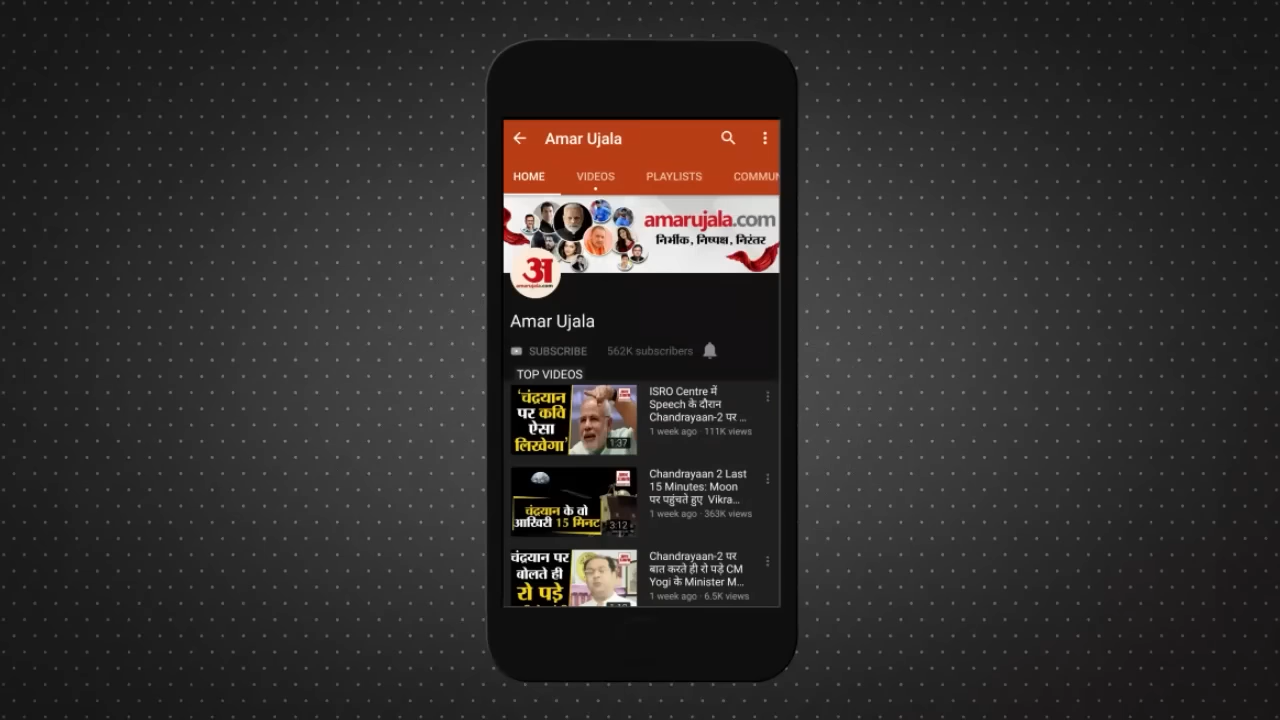 Amar Ujala
HOME VIDEOS PLAYLISTS COMMUN
amarujala.com
निर्भीक, निष्पक्ष, निरंतर
अ
amarujala.com
Amar Ujala
SUBSCRIBE 562K subscribers
TOP VIDEOS
'चंद्रयान
पर कवि
ऐसा
लिखेगा'
1:37
ISRO Centre में
Speech के दौरान
Chandrayaan-2 पर ...
1 week ago · 111K views
चंद्रयान के वो
आखिरी 15 मिनट
3:12
Chandrayaan 2 Last
15 Minutes: Moon
पर पहुंचते हुए Vikra...
1 week ago · 363K views
चंद्रयान पर
बोलते ही
रो पड़े
Chandrayaan-2 पर
बात करते ही रो पड़े CM
Yogi के Minister M...
1 week ago · 6.5K views